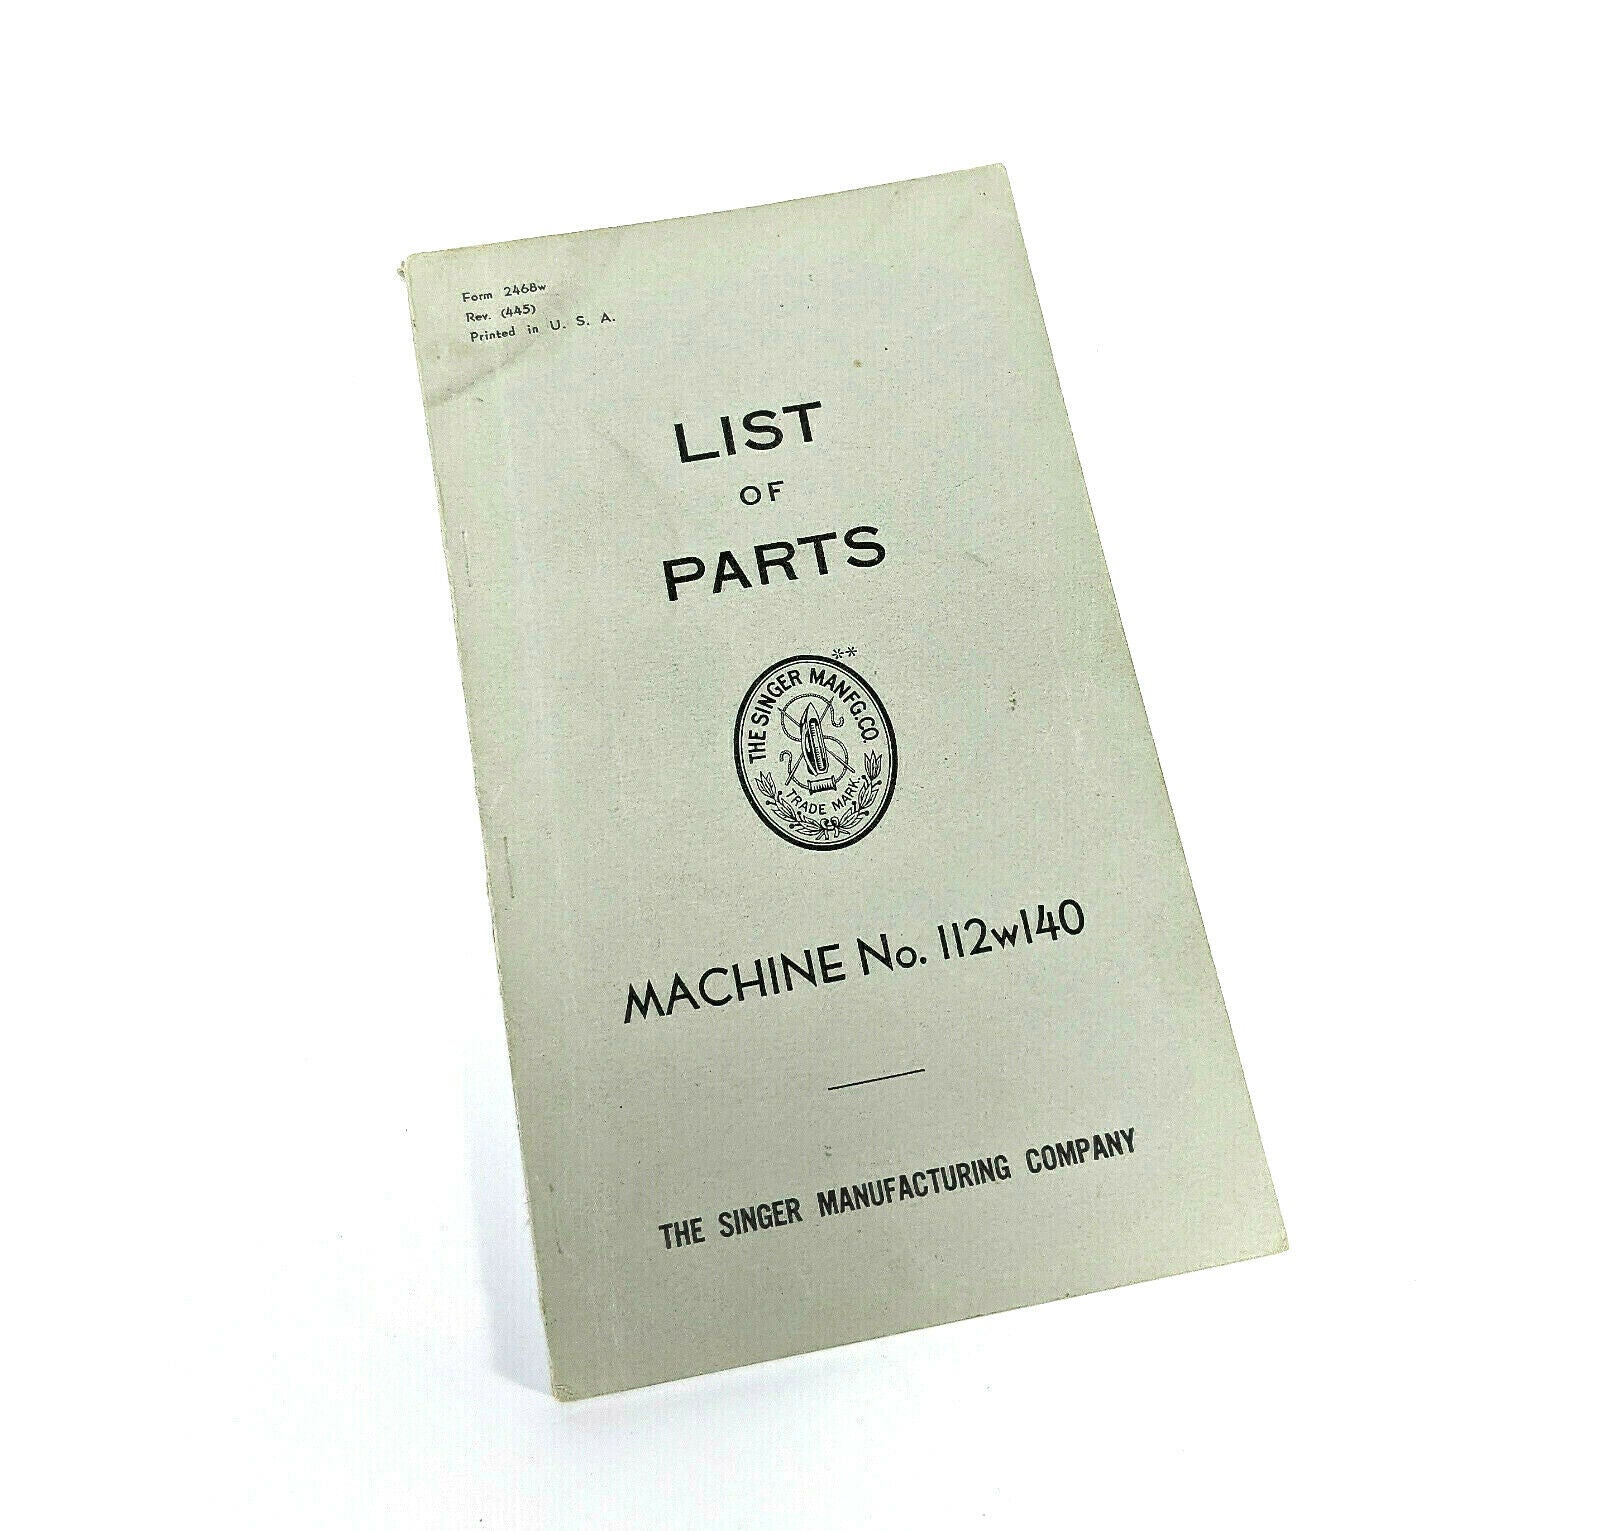 Form 2468w
Rev. (445)
Printed in U. S. A.
LIST
OF
PARTS
**
THE SINGER MANFG. CO.
TRADE MARK.
MACHINE No. 112w140
THE SINGER MANUFACTURING COMPANY